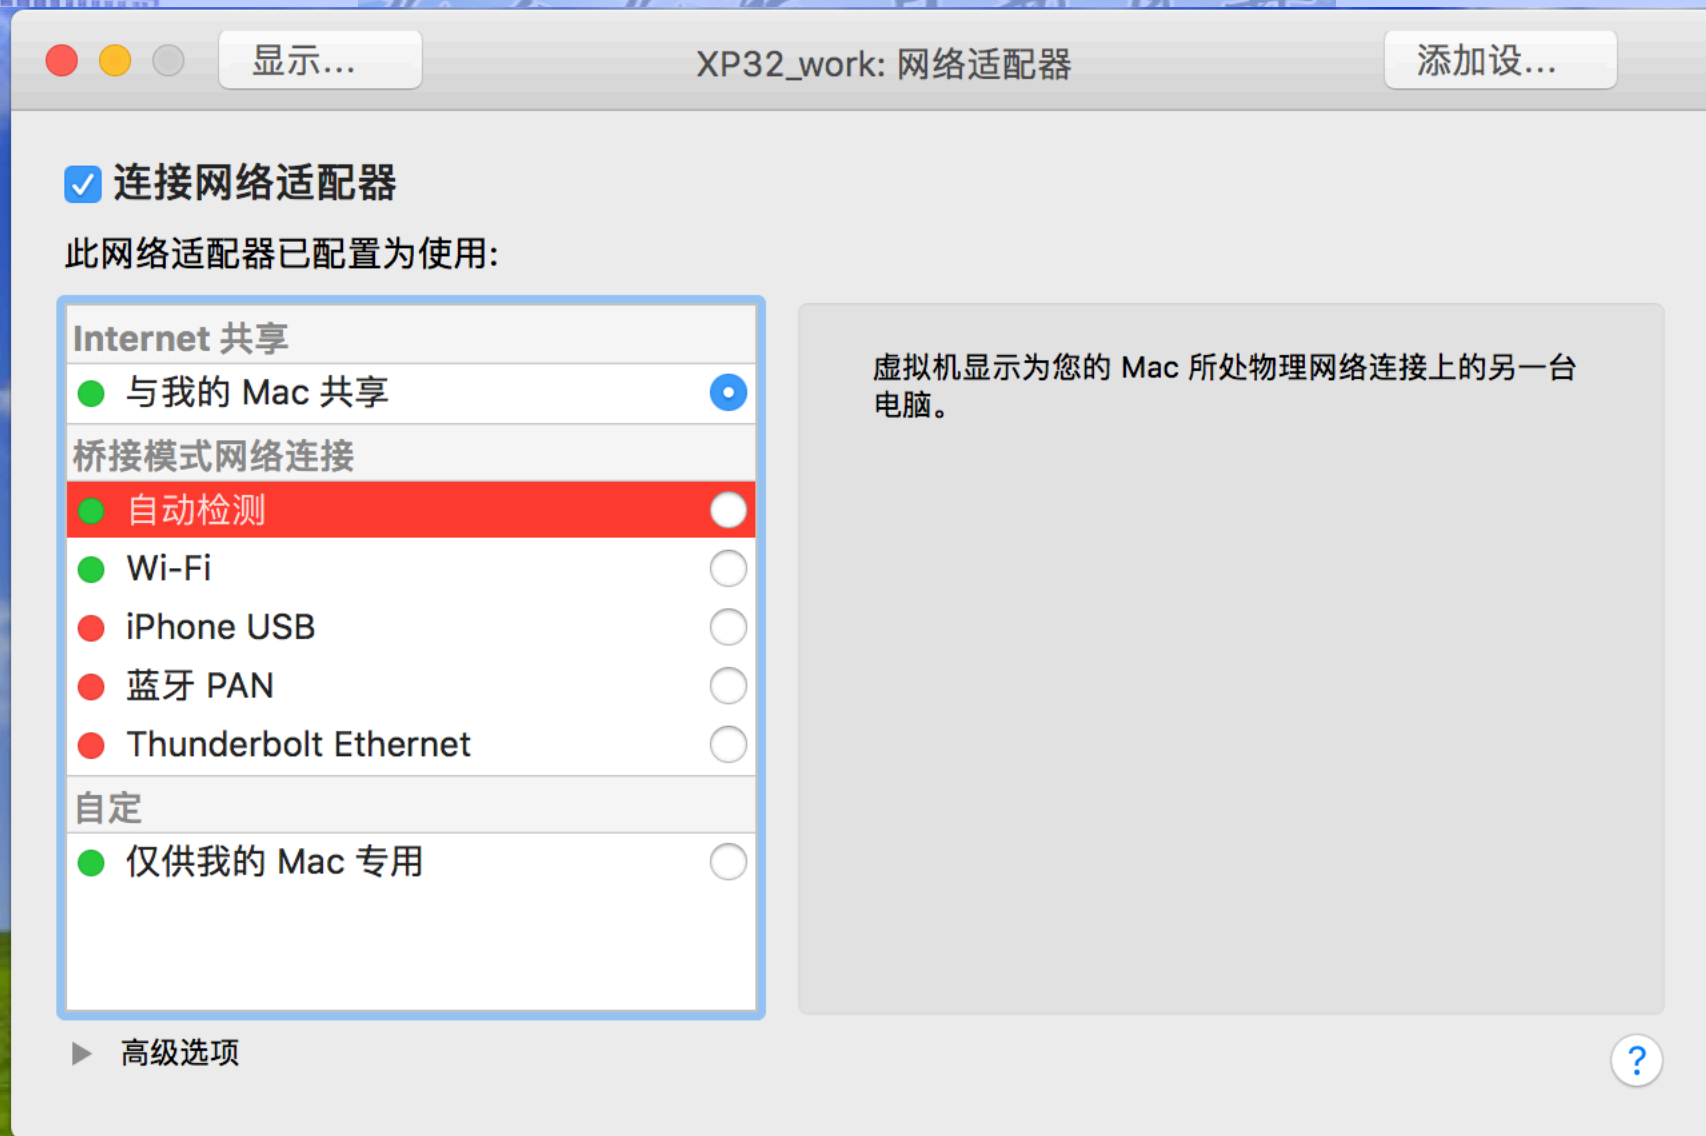 显示...
XP32_work: 网络适配器
添加设...
连接网络适配器
此网络适配器已配置为使用:
Internet 共享
与我的 Mac 共享
桥接模式网络连接
自动检测
Wi-Fi
iPhone USB
蓝牙 PAN
Thunderbolt Ethernet
自定
仅供我的 Mac 专用
虚拟机显示为您的 Mac 所处物理网络连接上的另一台
电脑。
高级选项
?